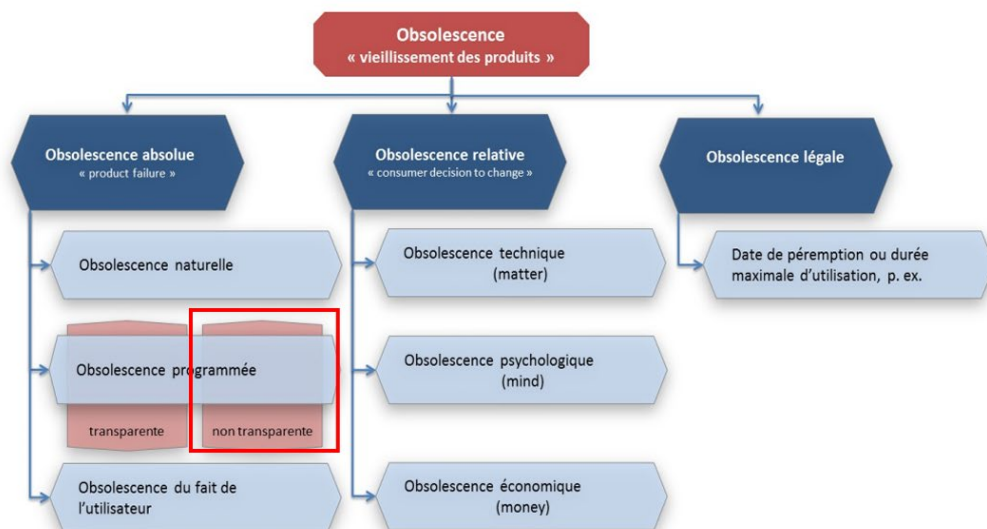 Obsolescence
« vieillissement des produits »
Obsolescence absolue
« product failure »
Obsolescence naturelle
Obsolescence programmée
transparente
non transparente
Obsolescence du fait de
l’utilisateur
Obsolescence relative
« consumer decision to change »
Obsolescence technique
(matter)
Obsolescence psychologique
(mind)
Obsolescence économique
(money)
Obsolescence légale
Date de péremption ou durée
maximale d’utilisation, p. ex.